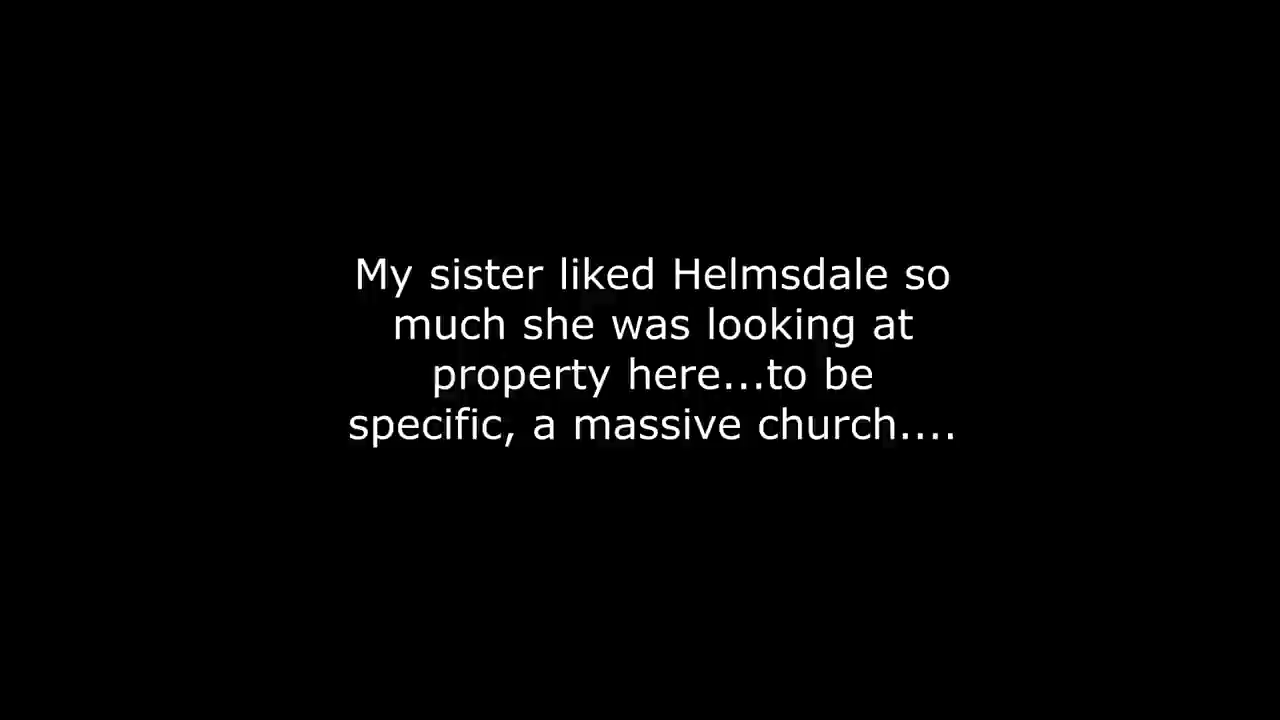 My sister liked Helmsdale so
much she was looking at
property here...to be
specific, a massive church....